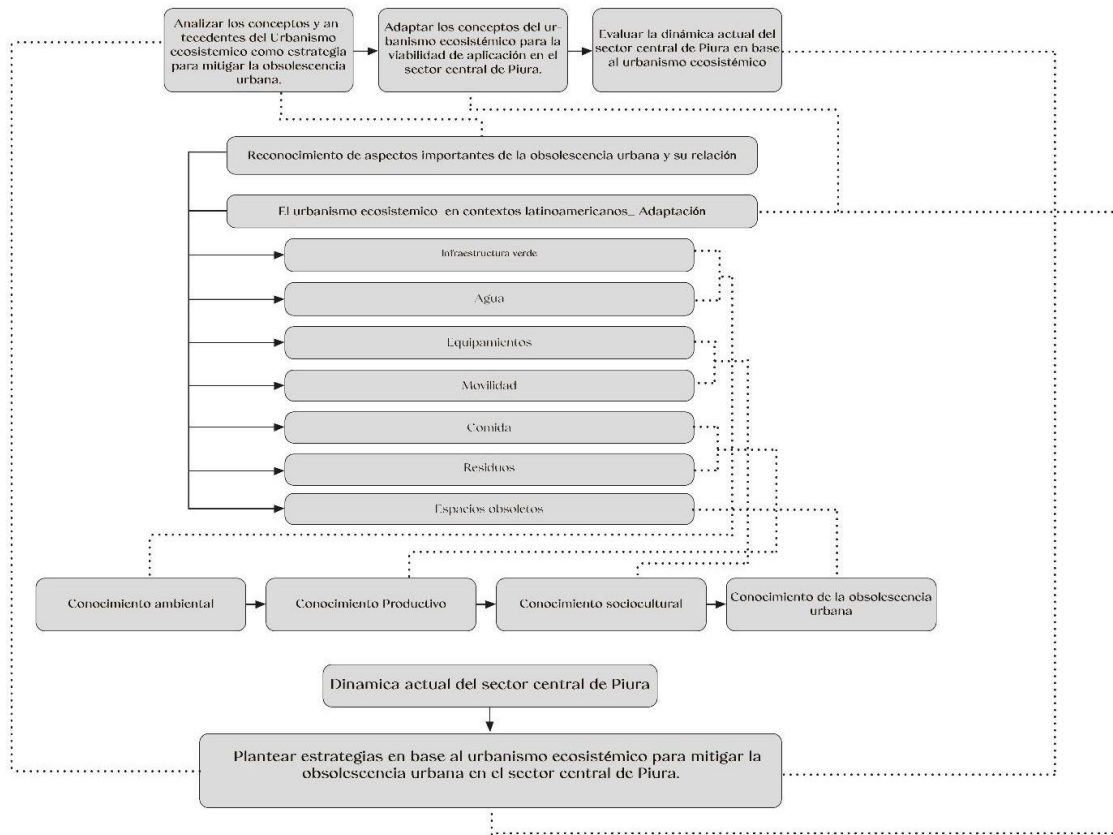 Analizar los conceptos y an
tecedentes del Urbanismo
ecosistemico como estrategia
para mitigar la obsolescencia
urbana.
Adaptar los conceptos del ur-
banismo ecosistémico para la
viabilidad de aplicación en el
sector central de Piura.
Evaluar la dinámica actual del
sector central de Piura en base
al urbanismo ecosistémico
Reconocimiento de aspectos importantes de la obsolescencia urbana y su relación
El urbanismo ecosistemico en contextos latinoamericanos_ Adaptación
Infraestructura verde
Agua
Equipamientos
Movilidad
Comida
Residuos
Espacios obsoletos
Conocimiento ambiental
Conocimiento Productivo
Conocimiento sociocultural
Conocimiento de la obsolescencia
urbana
Dinamica actual del sector central de Piura
Plantear estrategias en base al urbanismo ecosistémico para mitigar la
obsolescencia urbana en el sector central de Piura.